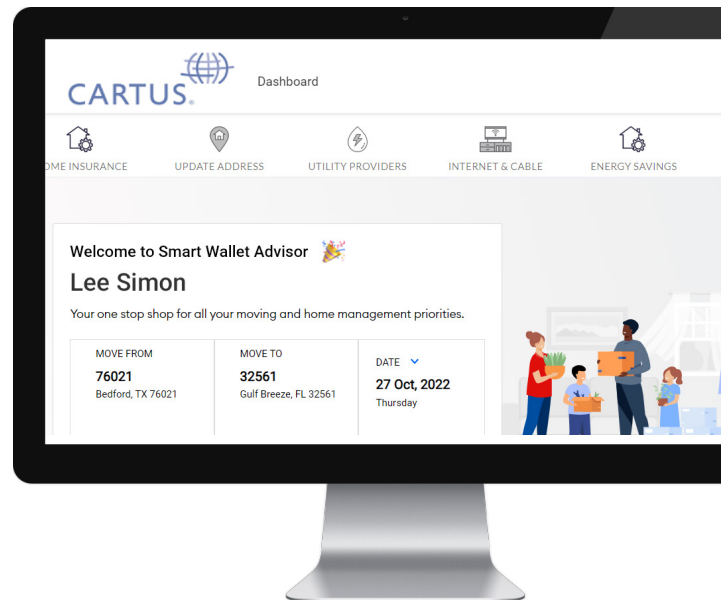 CARTUS®
Dashboard
OME INSURANCE
UPDATE ADDRESS
UTILITY PROVIDERS
INTERNET & CABLE
ENERGY SAVINGS
Welcome to Smart Wallet Advisor
Lee Simon
Your one stop shop for all your moving and home management priorities.
MOVE FROM
76021
Bedford, TX 76021
MOVE TO
32561
Gulf Breeze, FL 32561
DATE
27 Oct, 2022
Thursday